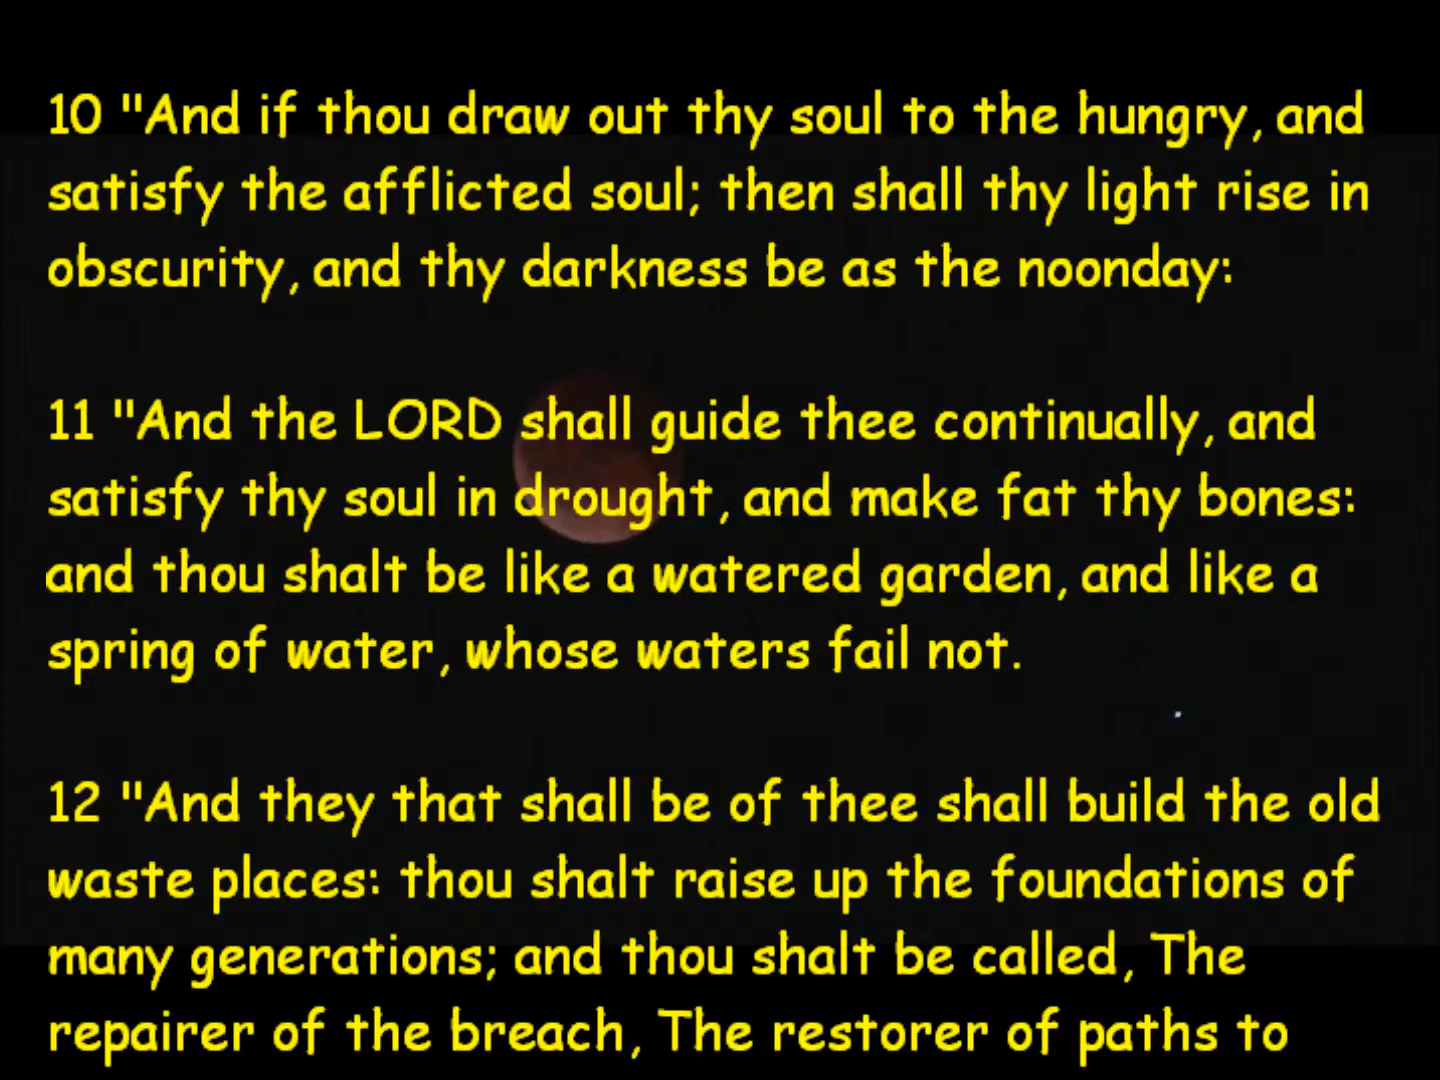 10 "And if thou draw out thy soul to the hungry, and
satisfy the afflicted soul; then shall thy light rise in
obscurity, and thy darkness be as the noonday:
11 "And the LORD shall guide thee continually, and
satisfy thy soul in drought, and make fat thy bones:
and thou shalt be like a watered garden, and like a
spring of water, whose waters fail not.
12 "And they that shall be of thee shall build the old
waste places: thou shalt raise up the foundations of
many generations; and thou shalt be called, The
repairer of the breach, The restorer of paths to